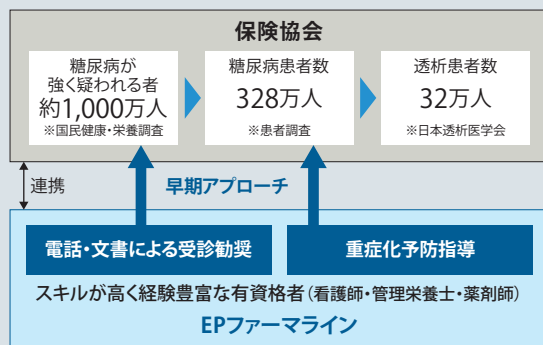 保険協会
糖尿病が
強く疑われる者
約1,000万人
※国民健康・栄養調査
糖尿病患者数
328万人
※患者調査
透析患者数
32万人
※日本透析医学会
連携
早期アプローチ
電話・文書による受診勧奨
重症化予防指導
スキルが高く経験豊富な有資格者（看護師・管理栄養士・薬剤師）
EPファーマライン